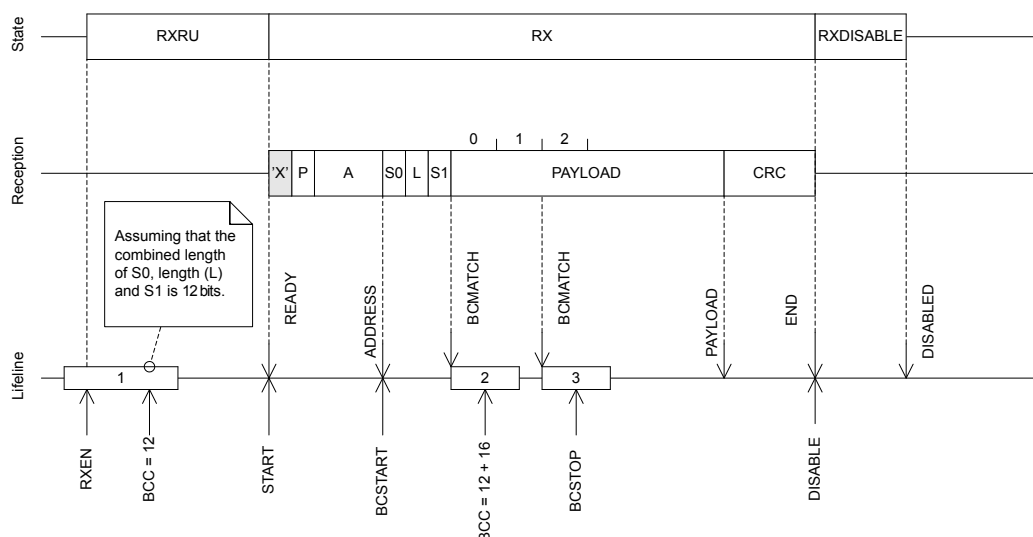 State
RXRU
RX
RXDISABLE
Reception
0
1
2
'X'
P
A
S0
L
S1
PAYLOAD
CRC
Assuming that the
combined length
of S0, length (L)
and S1 is 12 bits.
READY
ADDRESS
BCMATCH
BCMATCH
PAYLOAD
END
DISABLED
Lifeline
1
2
3
RXEN
BCC = 12
START
BCSTART
BCC = 12 + 16
BCSTOP
DISABLE